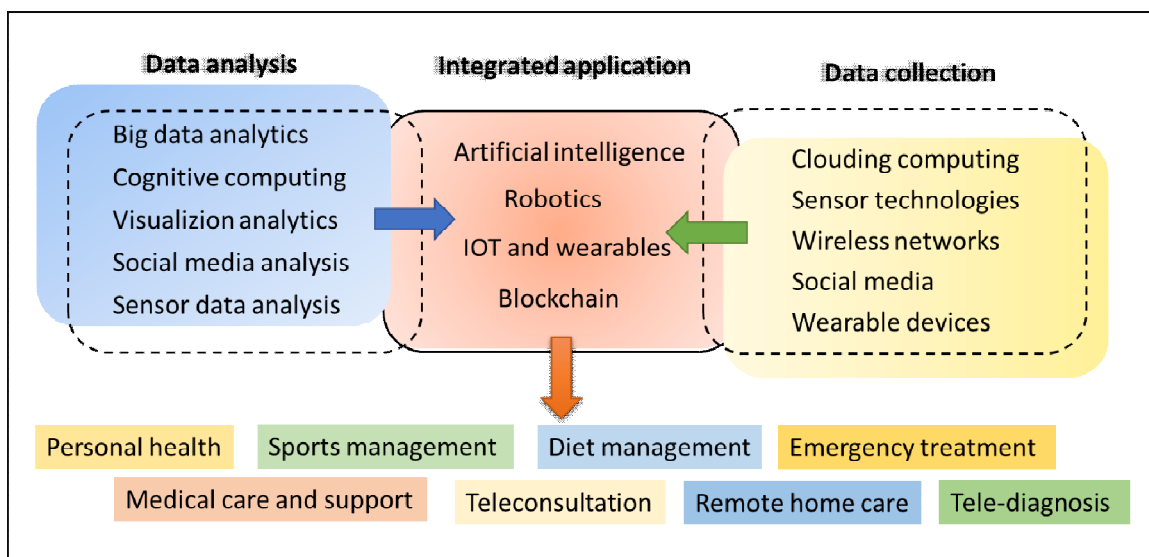 Data analysis
Integrated application
Data collection
Big data analytics
Cognitive computing
Visualizion analytics
Social media analysis
Sensor data analysis
Artificial intelligence
Robotics
IOT and wearables
Blockchain
Clouding computing
Sensor technologies
Wireless networks
Social media
Wearable devices
Personal health
Sports management
Diet management
Emergency treatment
Medical care and support
Teleconsultation
Remote home care
Tele-diagnosis